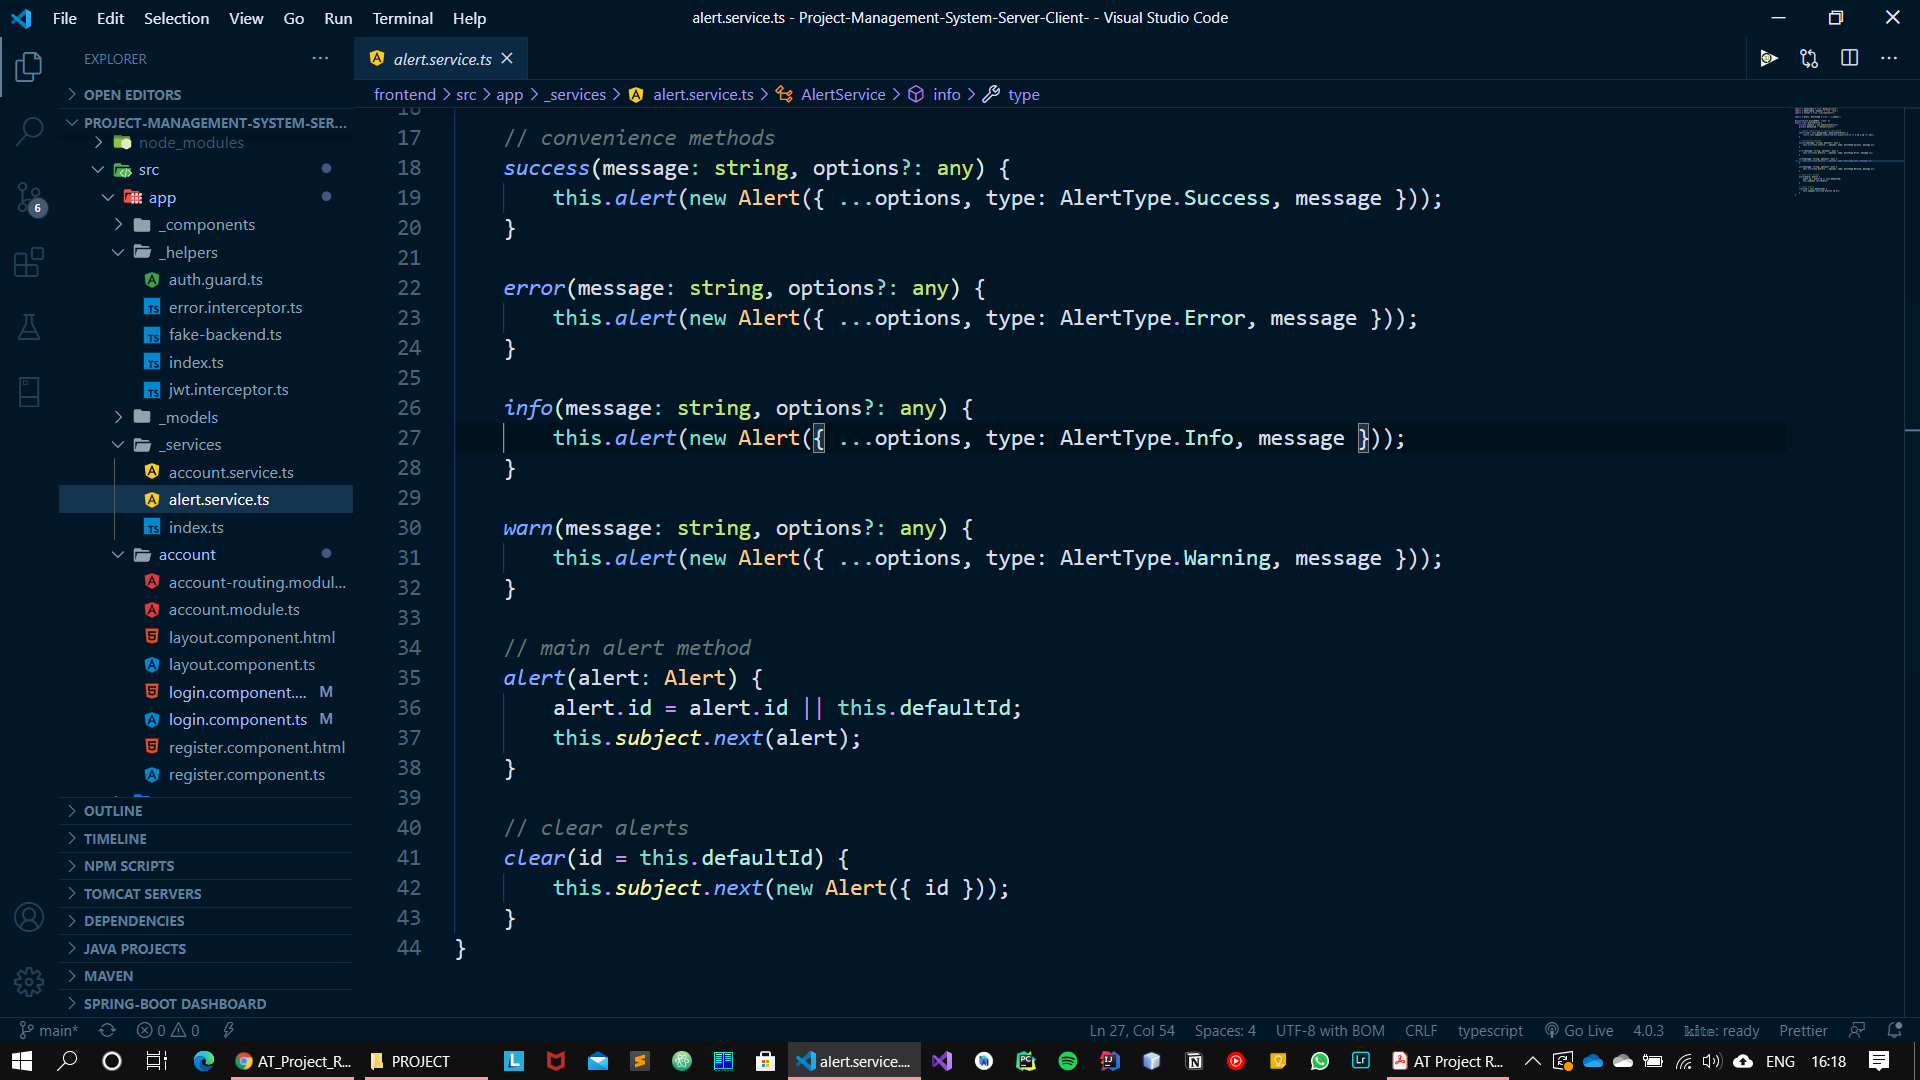 File Edit Selection View Go Run Terminal Help
alert.service.ts - Project-Management-System-Server-Client- - Visual Studio Code
EXPLORER
alert.service.ts
OPEN EDITORS
frontend > src > app > _services > alert.service.ts > AlertService > info > type
PROJECT-MANAGEMENT-SYSTEM-SER...
node_modules
src
app
_components
_helpers
auth.guard.ts
error.interceptor.ts
fake-backend.ts
index.ts
jwt.interceptor.ts
_models
_services
account.service.ts
alert.service.ts
index.ts
account
account-routing.modul...
account.module.ts
layout.component.html
layout.component.ts
login.component.... M
login.component.ts M
register.component.html
register.component.ts
OUTLINE
TIMELINE
NPM SCRIPTS
TOMCAT SERVERS
DEPENDENCIES
JAVA PROJECTS
MAVEN
SPRING-BOOT DASHBOARD
6
16
17 // convenience methods
18 success(message: string, options?: any) {
19 this.alert(new Alert({ ...options, type: AlertType.Success, message }));
20 }
21
22 error(message: string, options?: any) {
23 this.alert(new Alert({ ...options, type: AlertType.Error, message }));
24 }
25
26 info(message: string, options?: any) {
27 this.alert(new Alert({ ...options, type: AlertType.Info, message }));
28 }
29
30 warn(message: string, options?: any) {
31 this.alert(new Alert({ ...options, type: AlertType.Warning, message }));
32 }
33
34 // main alert method
35 alert(alert: Alert) {
36 alert.id = alert.id || this.defaultId;
37 this.subject.next(alert);
38 }
39
40 // clear alerts
41 clear(id = this.defaultId) {
42 this.subject.next(new Alert({ id }));
43 }
44 }
main* 0 0 Ln 27, Col 54 Spaces: 4 UTF-8 with BOM CRLF typescript Go Live 4.0.3 kite: ready Prettier
AT_Project_R... PROJECT alert.service.... AT Project R... ENG 16:18